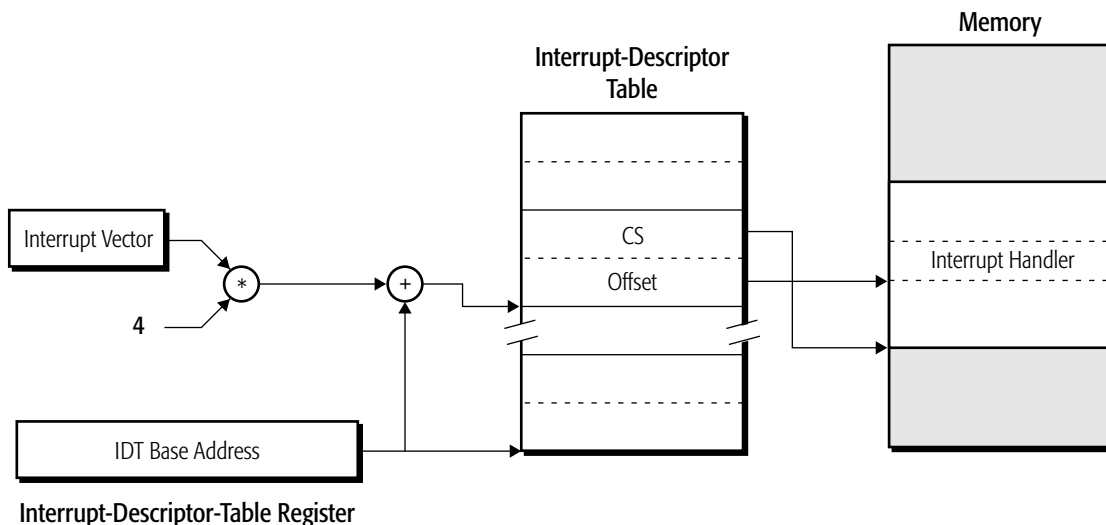 Memory
Interrupt-Descriptor
Table
Interrupt Vector
CS
Interrupt Handler
*
+
Offset
4
IDT Base Address
Interrupt-Descriptor-Table Register